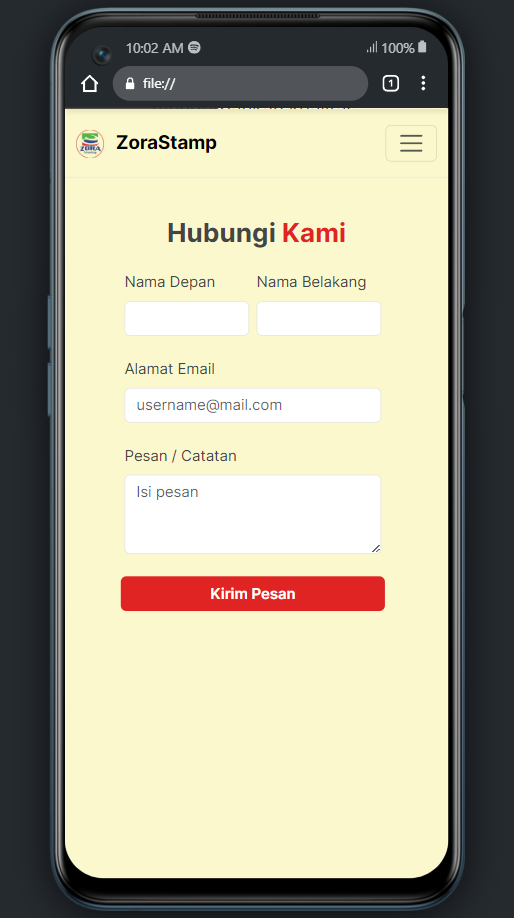 10:02 AM
100%
file://
1
ZORA
ZoraStamp
Hubungi Kami
Nama Depan Nama Belakang
Alamat Email
username@mail.com
Pesan / Catatan
Isi pesan
Kirim Pesan